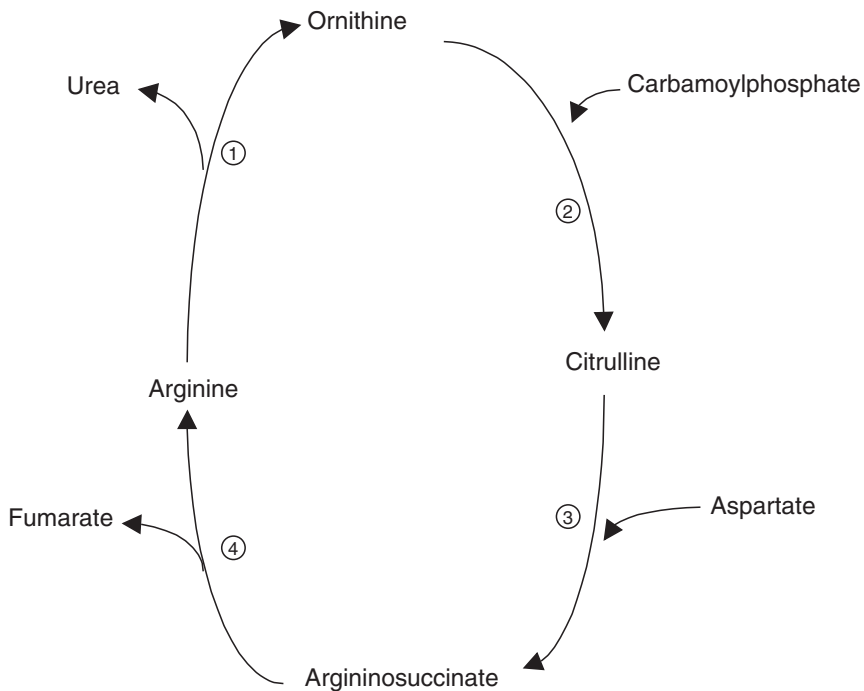 Ornithine
Urea
Carbamoylphosphate
1
2
Citrulline
Arginine
Fumarate
Aspartate
3
4
Argininosuccinate